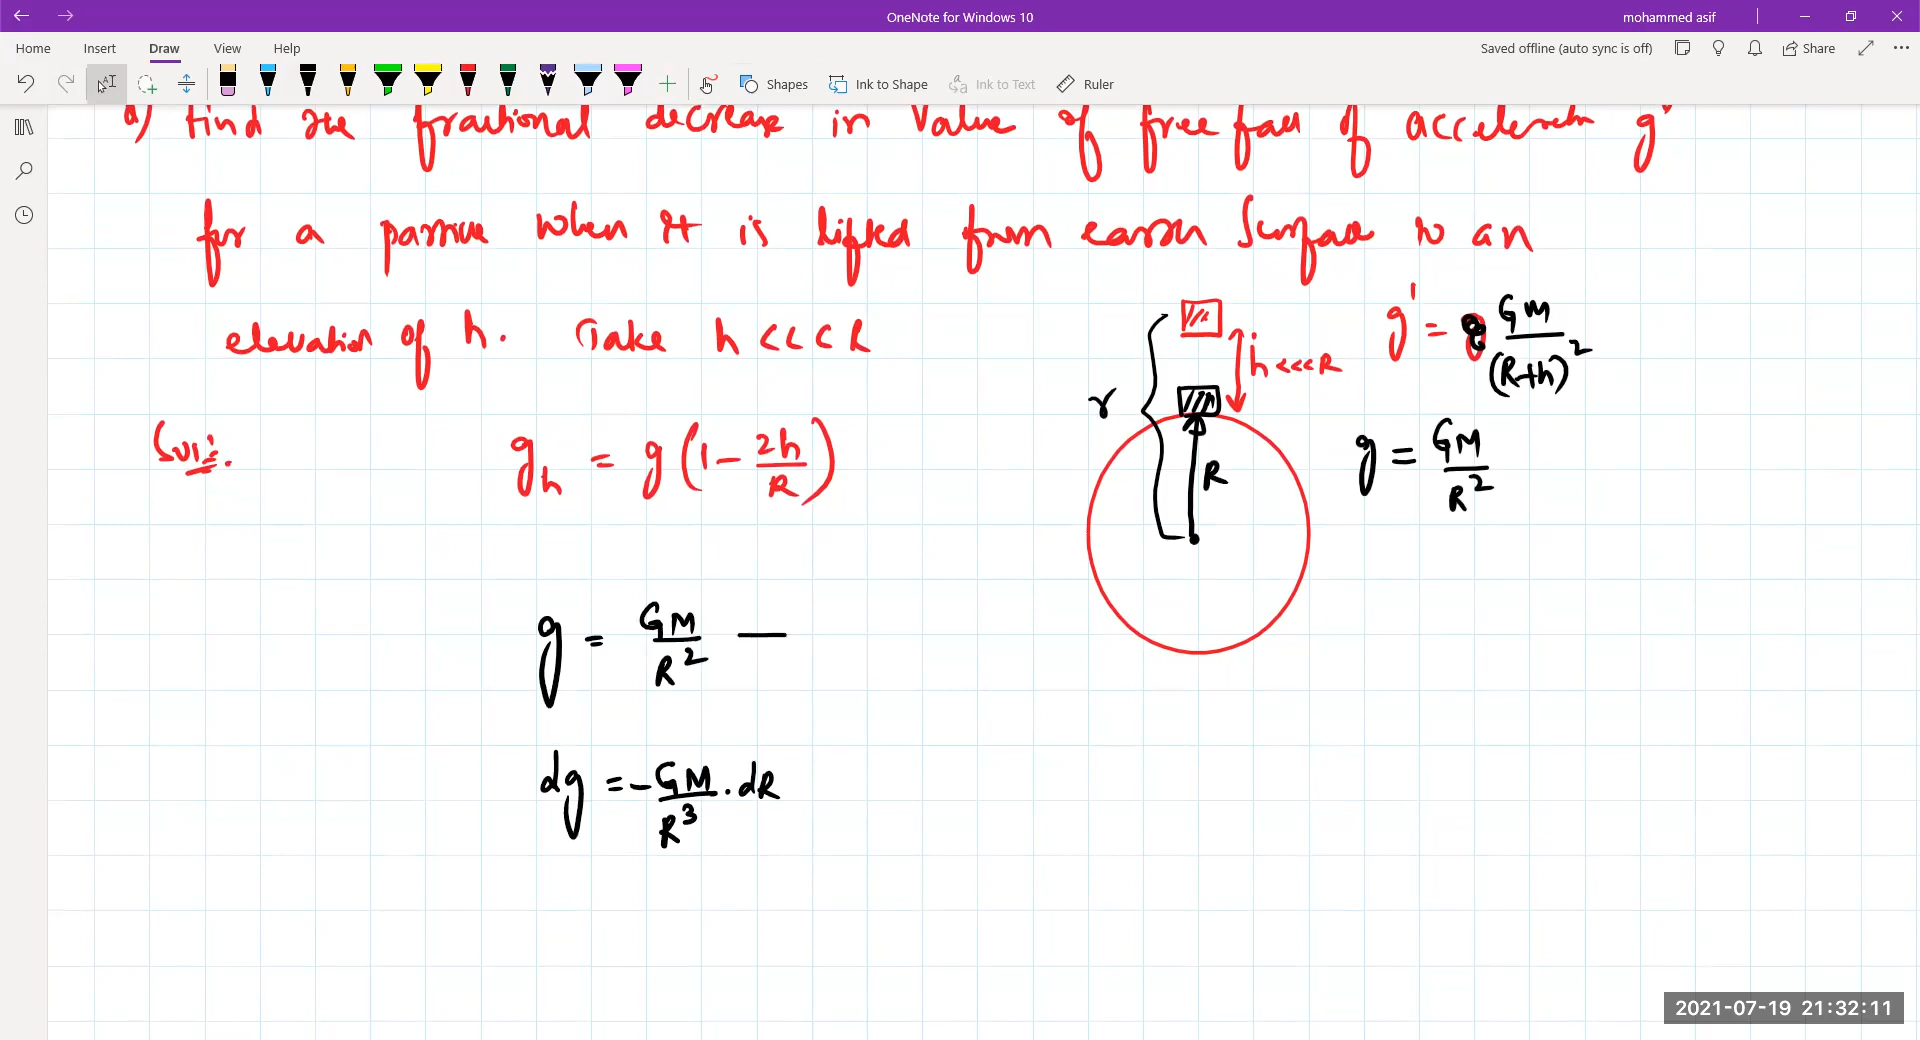 OneNote for Windows 10
mohammed asif
Home Insert Draw View Help
Saved offline (auto sync is off) Share
Shapes Ink to Shape Ink to Text Ruler
Find the fractional decrease in value of free fall of g'
for a when it is lifted from earth Surface to an
elevation of h. Take h <<< R
g' = GM/(R+h)²
h <<< R
r
Sol:. g_h = g(1 - 2h/R)
g = GM/R²
R
g = GM/R² —
dg = -GM/R³ . dR
2021-07-19 21:32:11